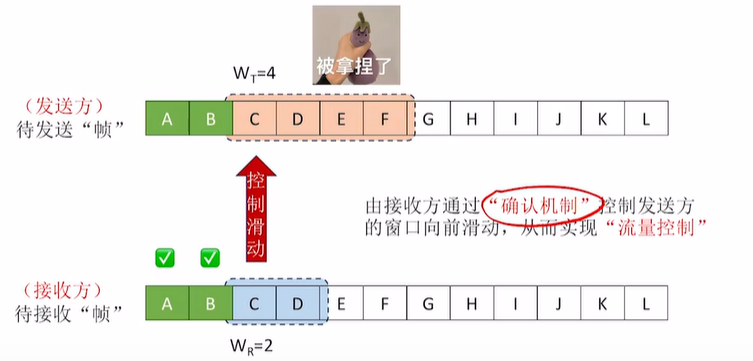 被拿捏了
W_T=4
（发送方）
待发送“帧”
A B C D E F G H I J K L
控制滑动
由接收方通过“确认机制”控制发送方
的窗口向前滑动，从而实现“流量控制”
（接收方）
待接收“帧”
A B C D E F G H I J K L
W_R=2